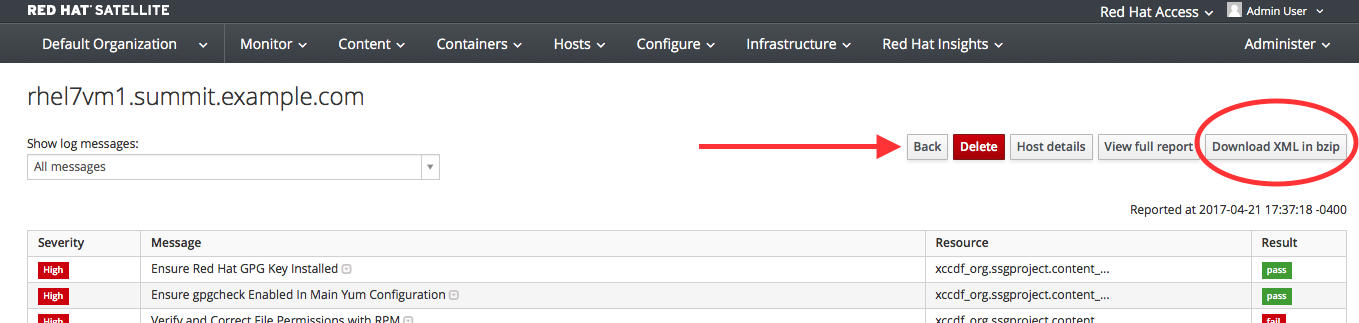 RED HAT® SATELLITE
Red Hat Access Admin User
Default Organization Monitor Content Containers Hosts Configure Infrastructure Red Hat Insights Administer
rhel7vm1.summit.example.com
Show log messages:
All messages
Back Delete Host details View full report Download XML in bzip
Reported at 2017-04-21 17:37:18 -0400
Severity Message Resource Result
High Ensure Red Hat GPG Key Installed xccdf_org.ssgproject.content_... pass
High Ensure gpgcheck Enabled In Main Yum Configuration xccdf_org.ssgproject.content_... pass
High Verify and Correct File Permissions with RPM xccdf_org.ssgproject.content_... fail